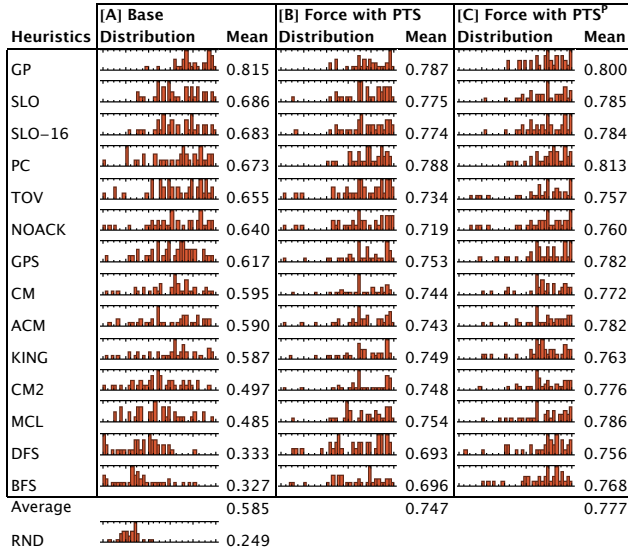 [A] Base [B] Force with PTS [C] Force with PTSᴾ
Heuristics Distribution Mean Distribution Mean Distribution Mean
GP 0.815 0.787 0.800
SLO 0.686 0.775 0.785
SLO−16 0.683 0.774 0.784
PC 0.673 0.788 0.813
TOV 0.655 0.734 0.757
NOACK 0.640 0.719 0.760
GPS 0.617 0.753 0.782
CM 0.595 0.744 0.772
ACM 0.590 0.743 0.782
KING 0.587 0.749 0.763
CM2 0.497 0.748 0.776
MCL 0.485 0.754 0.786
DFS 0.333 0.693 0.756
BFS 0.327 0.696 0.768
Average 0.585 0.747 0.777
RND 0.249